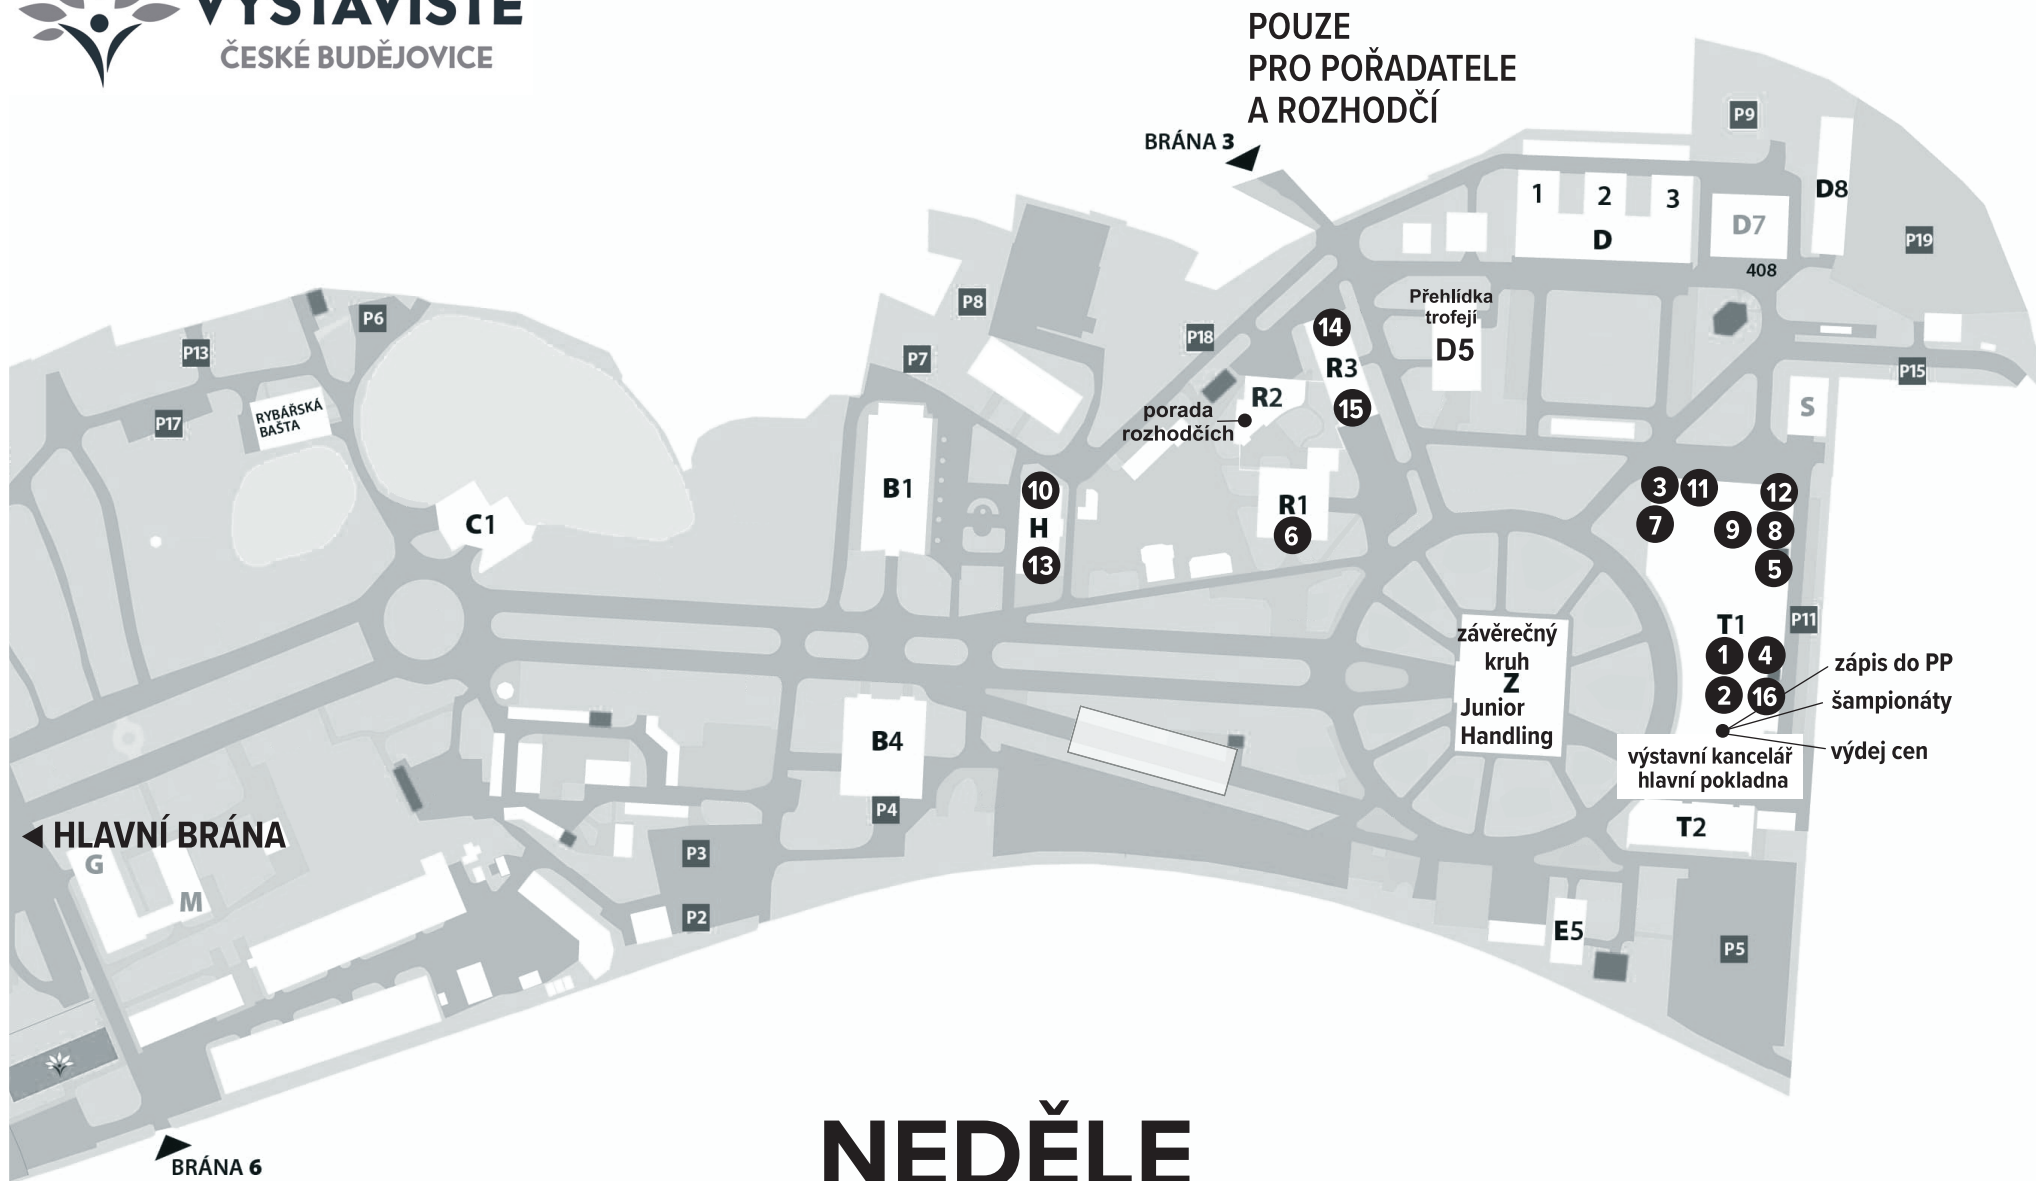 VÝSTAVIŠTĚ
ČESKÉ BUDĚJOVICE
POUZE
PRO POŘADATELE
A ROZHODČÍ
BRÁNA 3
P9
1
2
3
D8
D
D7
P19
408
P8
P6
P13
P7
P18
14
Přehlídka
trofejí
D5
R3
P15
R2
15
S
porada
rozhodčích
RYBÁŘSKÁ
BAŠTA
P17
B1
10
H
13
C1
R1
6
3
11
12
7
9
8
5
T1
P11
1
4
2
16
zápis do PP
šampionáty
výdej cen
závěrečný
kruh
Z
Junior
Handling
výstavní kancelář
hlavní pokladna
B4
P4
T2
HLAVNÍ BRÁNA
G
M
P3
P2
E5
P5
NEDĚLE
BRÁNA 6